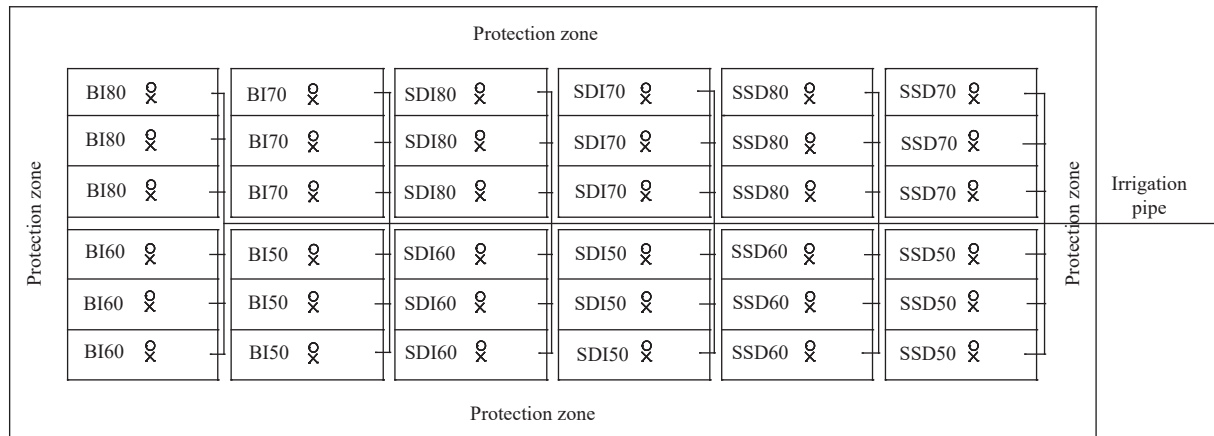 Protection zone
BI80 BI70 SDI80 SDI70 SSD80 SSD70
BI80 BI70 SDI80 SDI70 SSD80 SSD70
BI80 BI70 SDI80 SDI70 SSD80 SSD70
Protection zone
Protection zone
Irrigation
pipe
BI60 BI50 SDI60 SDI50 SSD60 SSD50
BI60 BI50 SDI60 SDI50 SSD60 SSD50
BI60 BI50 SDI60 SDI50 SSD60 SSD50
Protection zone